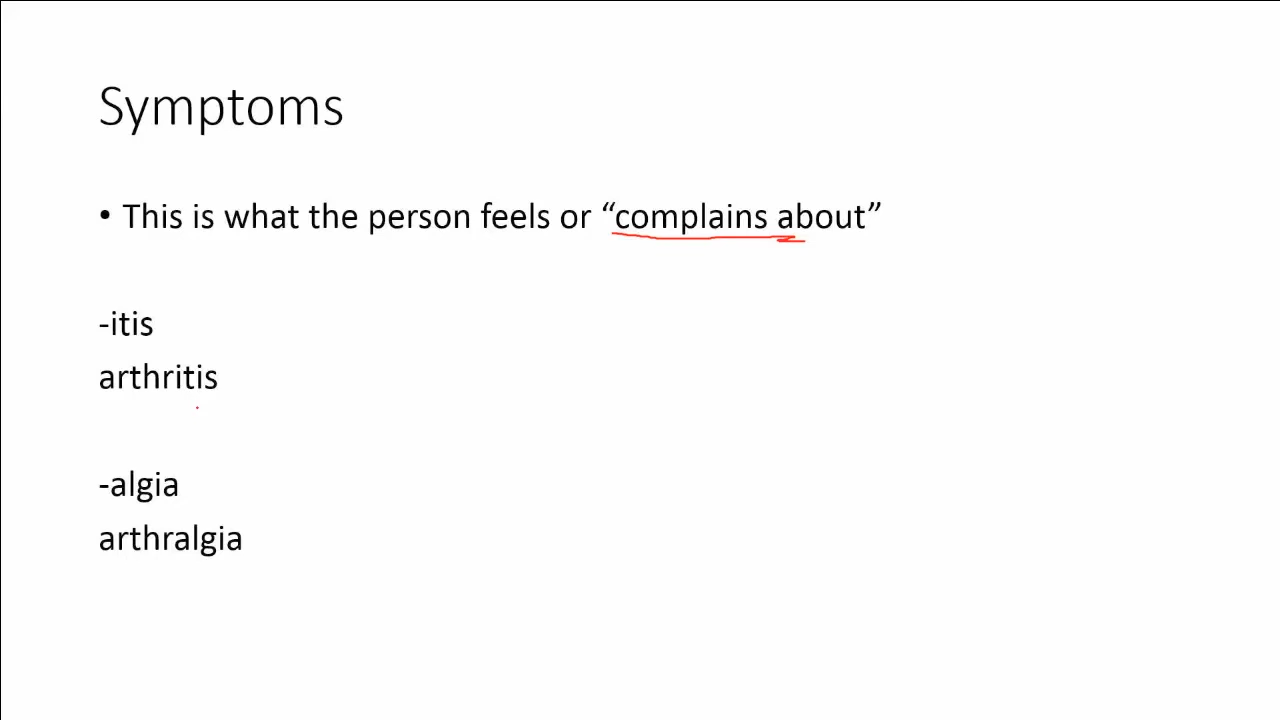 Symptoms
• This is what the person feels or “complains about”
-itis
arthritis
-algia
arthralgia